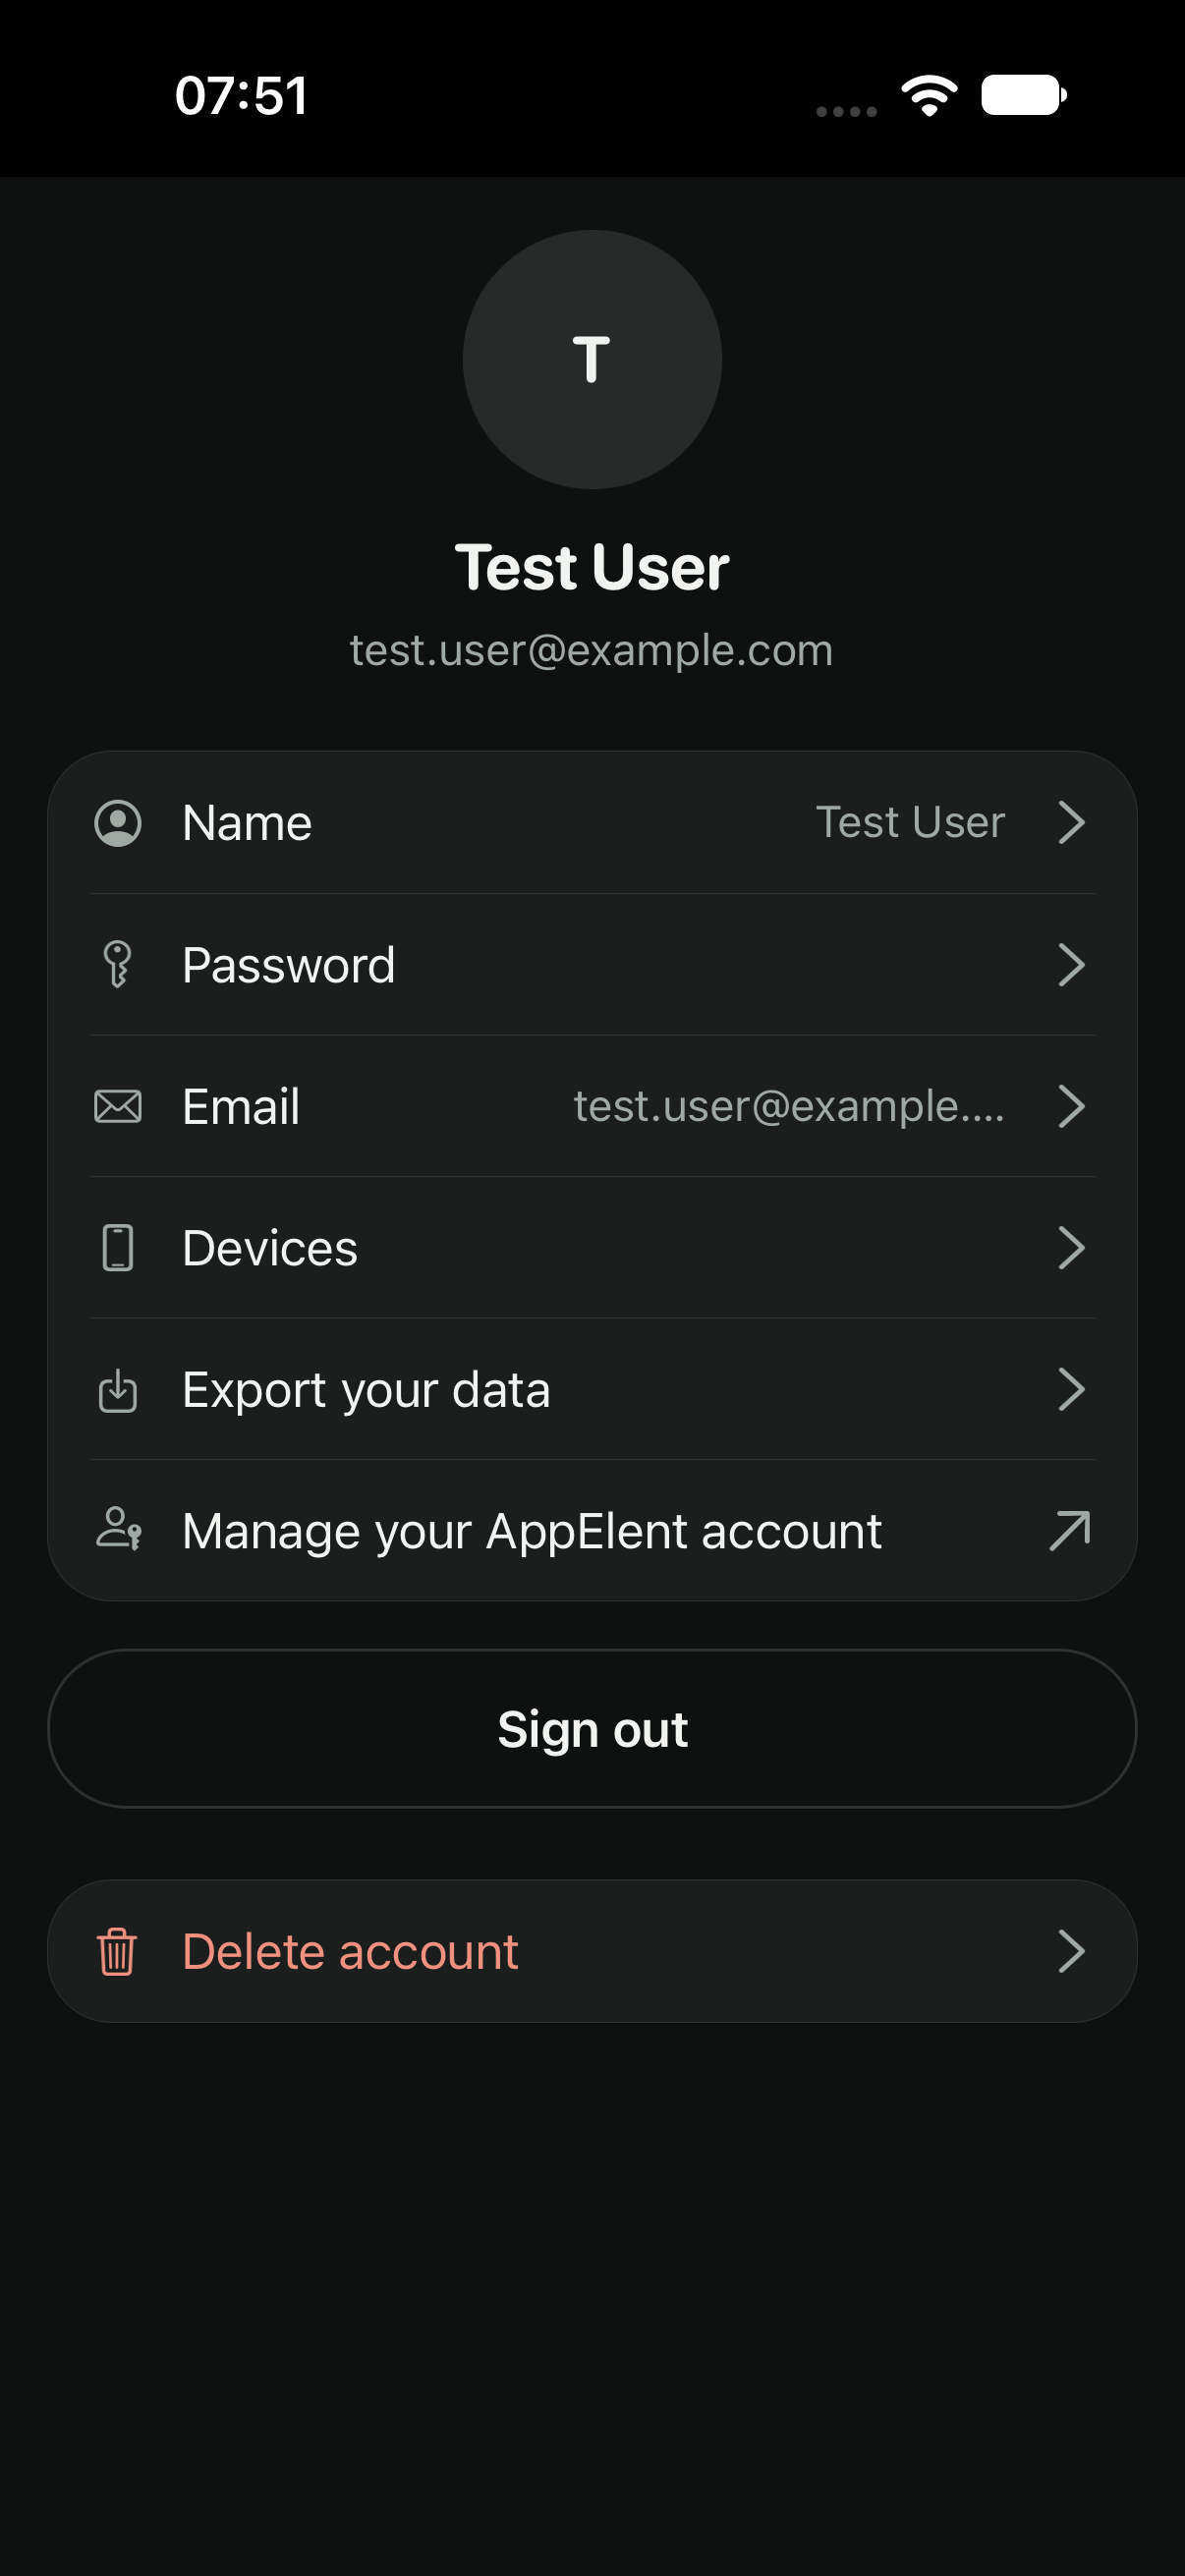 07:51
T
Test User
test.user@example.com
Name Test User
Password
Email test.user@example....
Devices
Export your data
Manage your AppElent account
Sign out
Delete account